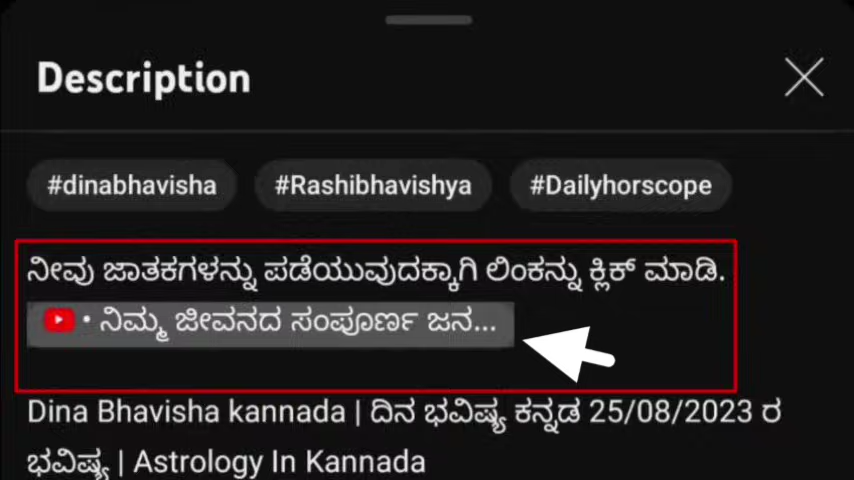 Description
#dinabhavisha #Rashibhavishya #Dailyhorscope
ನೀವು ಜಾತಕಗಳನ್ನು ಪಡೆಯುವುದಕ್ಕಾಗಿ ಲಿಂಕನ್ನು ಕ್ಲಿಕ್ ಮಾಡಿ.
• ನಿಮ್ಮ ಜೀವನದ ಸಂಪೂರ್ಣ ಜನ...
Dina Bhavisha kannada | ದಿನ ಭವಿಷ್ಯ ಕನ್ನಡ 25/08/2023 ರ
ಭವಿಷ್ಯ | Astrology In Kannada